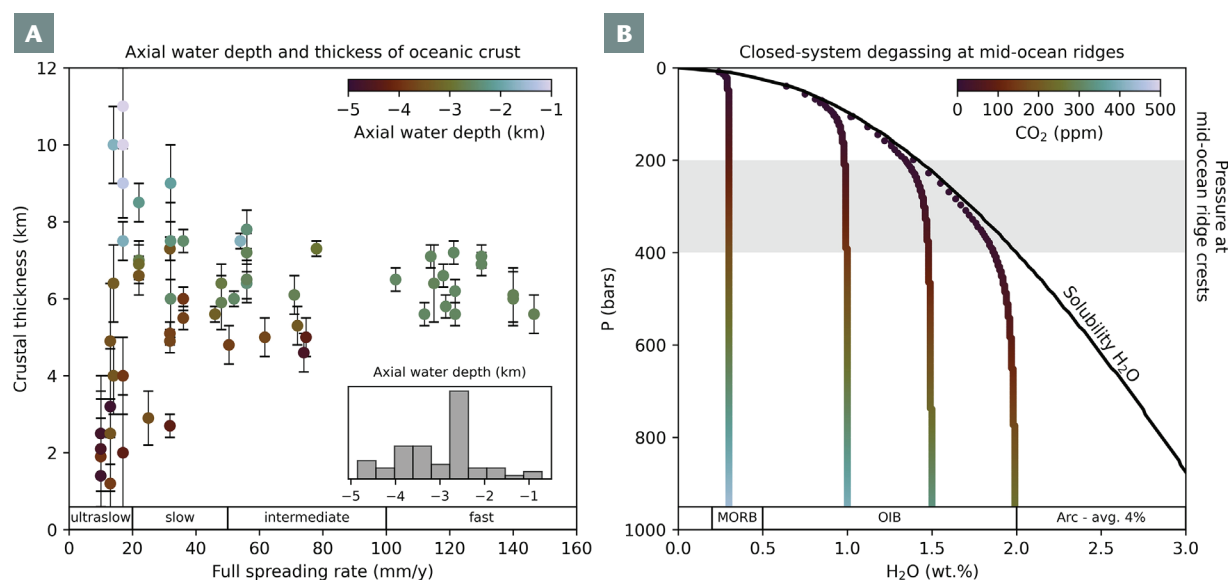 A
Axial water depth and thickess of oceanic crust
12
10
8
6
4
2
0
Crustal thickness (km)
−5 −4 −3 −2 −1
Axial water depth (km)
Axial water depth (km)
−5 −4 −3 −2 −1
ultraslow slow intermediate fast
0 20 40 60 80 100 120 140 160
Full spreading rate (mm/y)
B
Closed-system degassing at mid-ocean ridges
0
200
400
600
800
1000
P (bars)
0 100 200 300 400 500
CO₂ (ppm)
Solubility H₂O
MORB OIB Arc - avg. 4%
0.0 0.5 1.0 1.5 2.0 2.5 3.0
H₂O (wt.%)
Pressure at
mid-ocean ridge crests